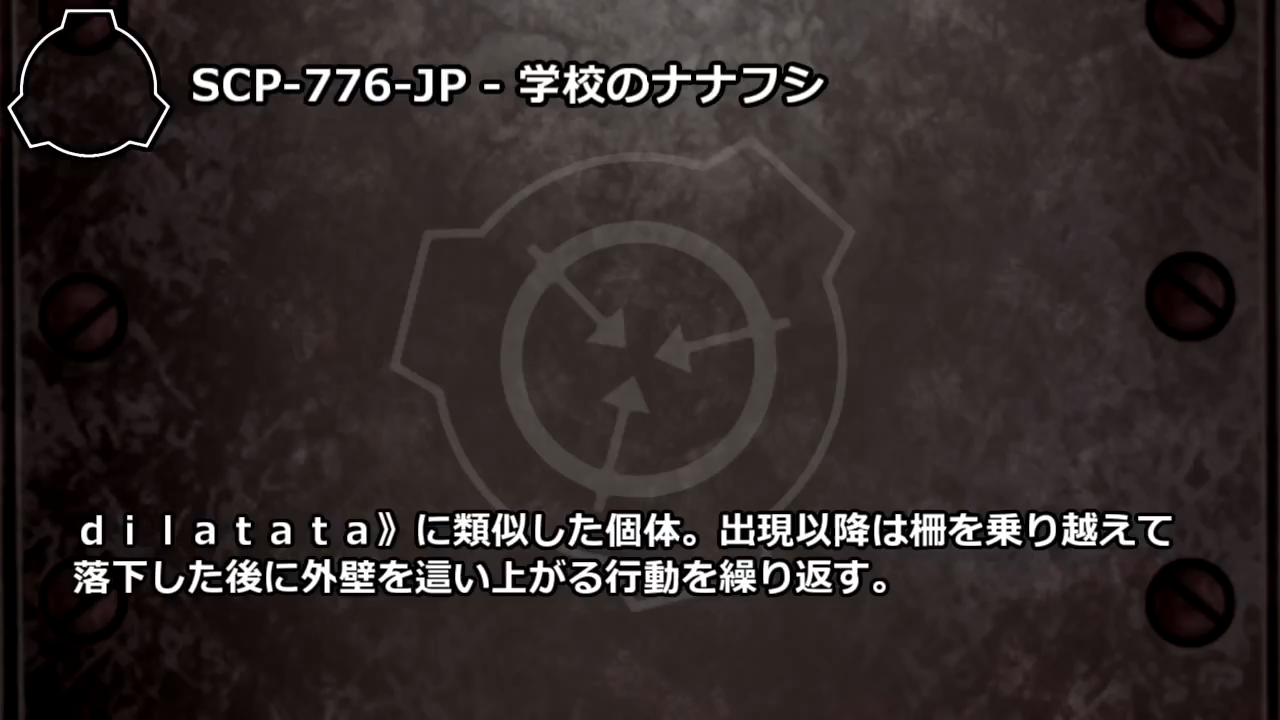 SCP-776-JP - 学校のナナフシ
ｄｉｌａｔａｔａ》に類似した個体。出現以降は柵を乗り越えて
落下した後に外壁を這い上がる行動を繰り返す。